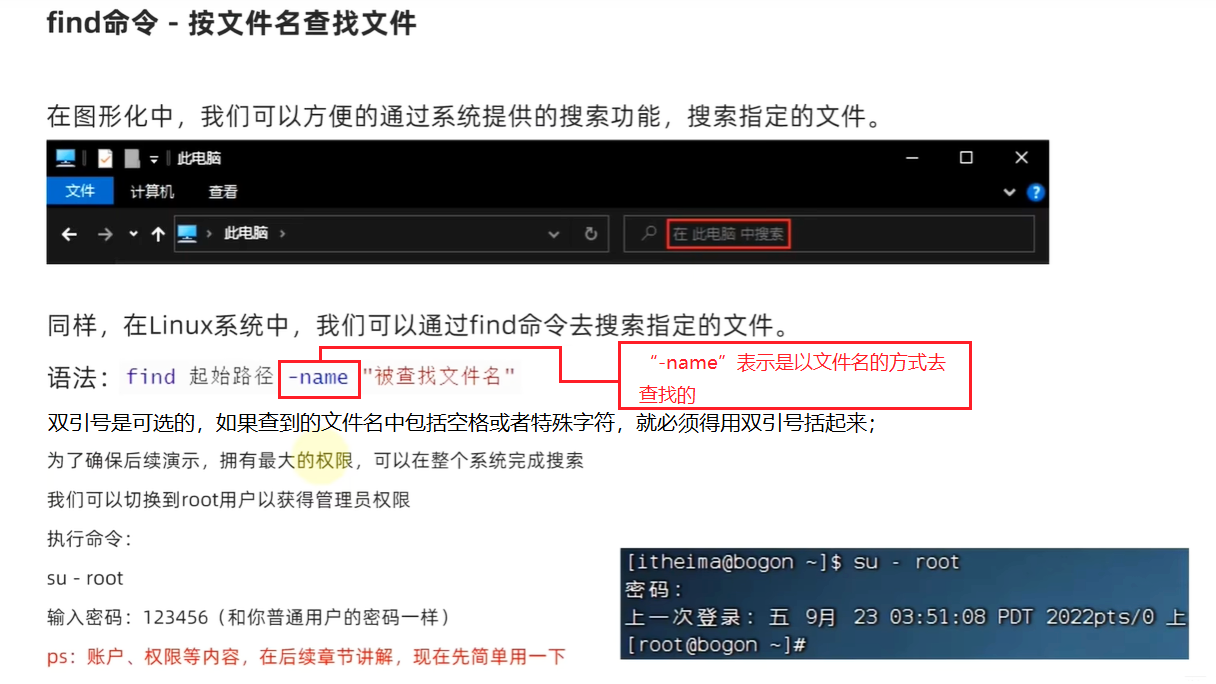 find命令 - 按文件名查找文件
在图形化中，我们可以方便的通过系统提供的搜索功能，搜索指定的文件。
此电脑
文件 计算机 查看
此电脑 在 此电脑 中搜索
同样，在Linux系统中，我们可以通过find命令去搜索指定的文件。
语法：find 起始路径 -name "被查找文件名"
“-name”表示是以文件名的方式去
查找的
双引号是可选的，如果查到的文件名中包括空格或者特殊字符，就必须得用双引号括起来；
为了确保后续演示，拥有最大的权限，可以在整个系统完成搜索
我们可以切换到root用户以获得管理员权限
执行命令：
su - root
输入密码：123456（和你普通用户的密码一样）
ps：账户、权限等内容，在后续章节讲解，现在先简单用一下
[itheima@bogon ~]$ su - root
密码：
上一次登录：五 9月 23 03:51:08 PDT 2022pts/0 上
[root@bogon ~]#